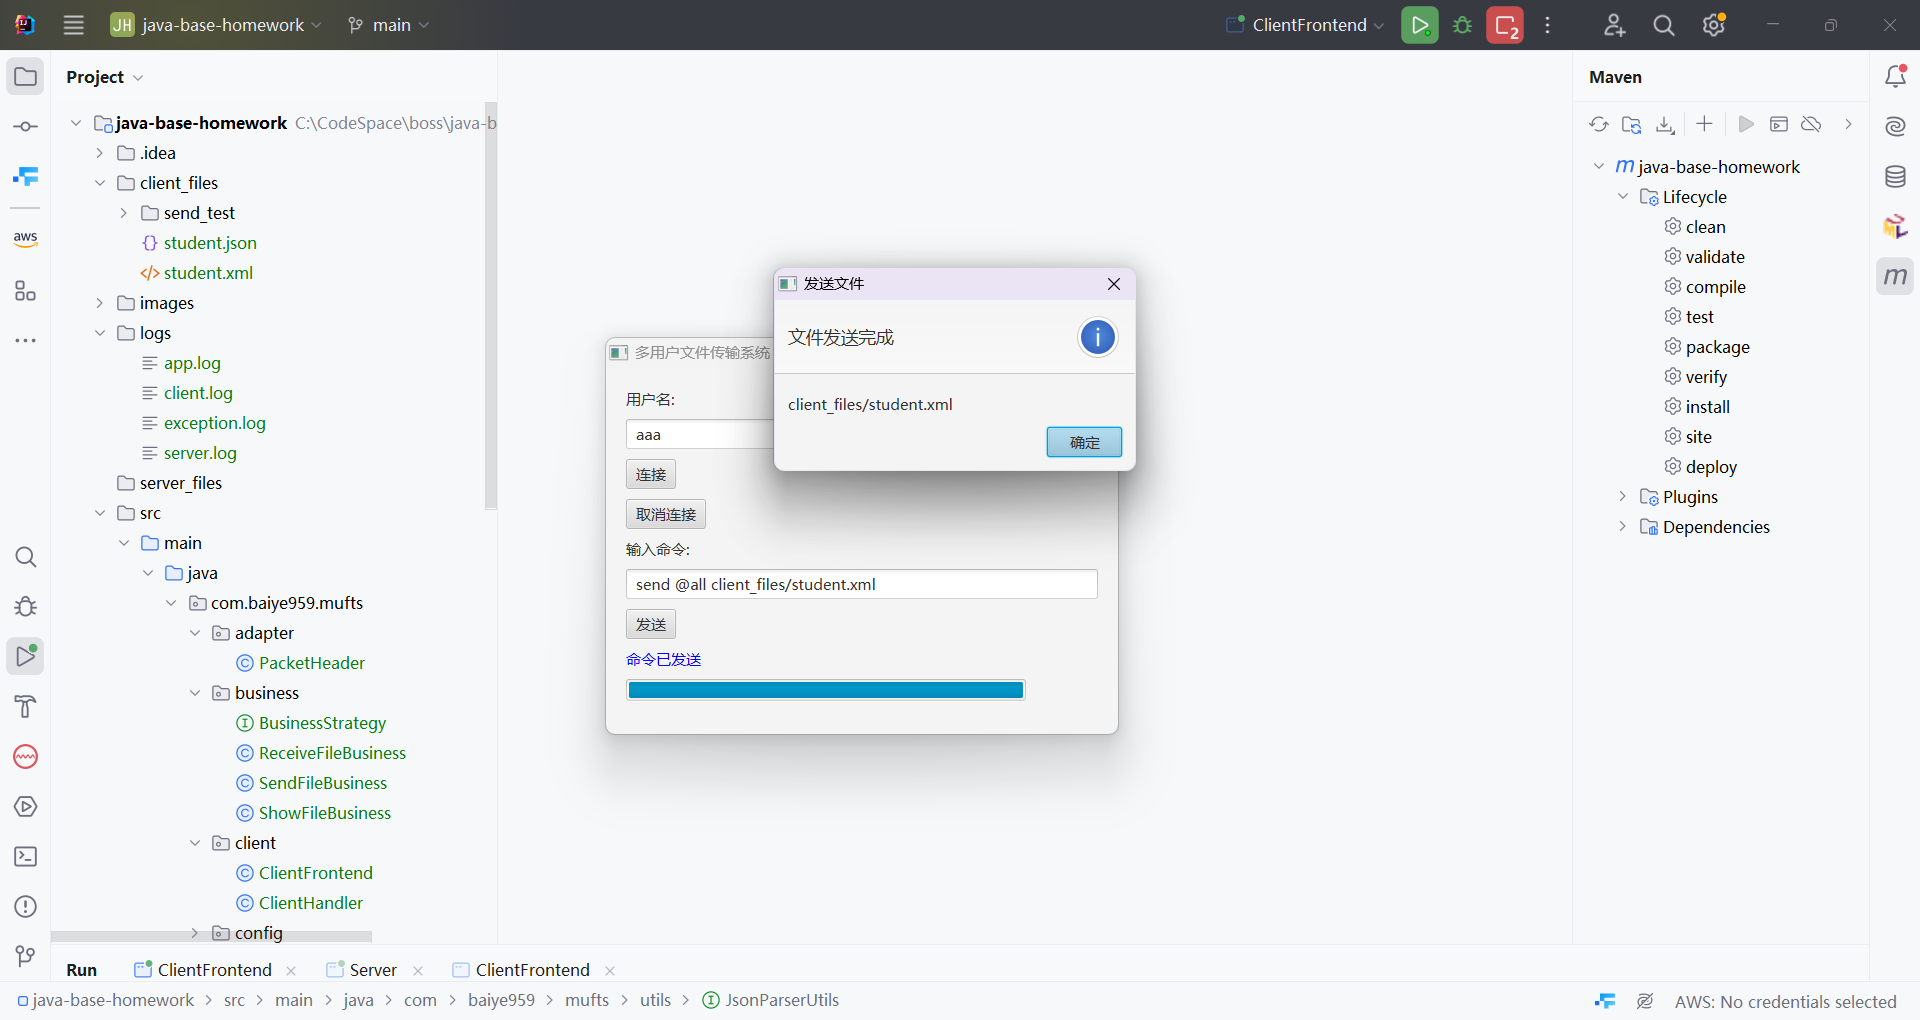 JH java-base-homework main ClientFrontend 2
Project
java-base-homework C:\CodeSpace\boss\java-b
.idea
client_files
send_test
student.json
student.xml
images
logs
app.log
client.log
exception.log
server.log
server_files
src
main
java
com.baiye959.mufts
adapter
PacketHeader
business
BusinessStrategy
ReceiveFileBusiness
SendFileBusiness
ShowFileBusiness
client
ClientFrontend
ClientHandler
config
aws
多用户文件传输系统
用户名:
aaa
连接
取消连接
输入命令:
send @all client_files/student.xml
发送
命令已发送
发送文件
文件发送完成
client_files/student.xml
确定
Maven
m java-base-homework
Lifecycle
clean
validate
compile
test
package
verify
install
site
deploy
Plugins
Dependencies
m
Run ClientFrontend Server ClientFrontend
java-base-homework > src > main > java > com > baiye959 > mufts > utils > JsonParserUtils
AWS: No credentials selected